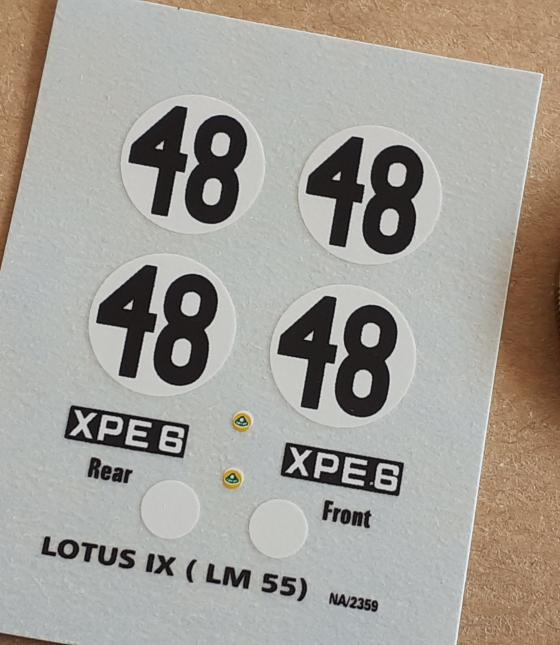 48
48
48
48
XPE 6
Rear
XPE.6
Front
LOTUS IX ( LM 55)
NA/2359